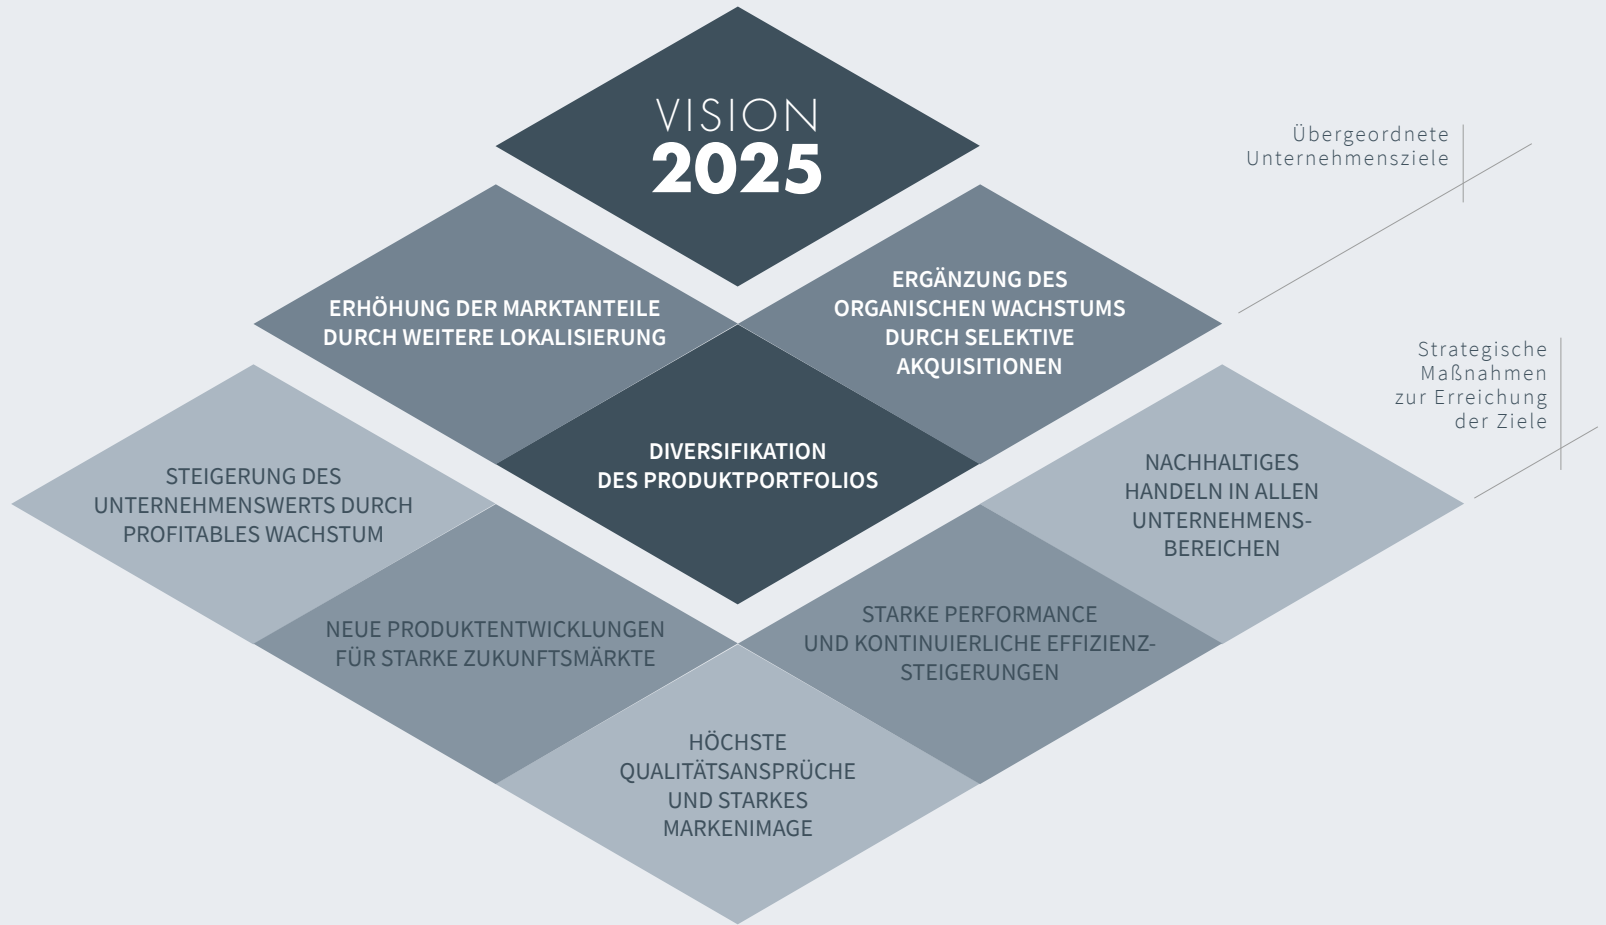 VISION
2025
Übergeordnete
Unternehmensziele
ERHÖHUNG DER MARKTANTEILE
DURCH WEITERE LOKALISIERUNG
ERGÄNZUNG DES
ORGANISCHEN WACHSTUMS
DURCH SELEKTIVE
AKQUISITIONEN
DIVERSIFIKATION
DES PRODUKTPORTFOLIOS
Strategische
Maßnahmen
zur Erreichung
der Ziele
STEIGERUNG DES
UNTERNEHMENSWERTS DURCH
PROFITABLES WACHSTUM
NEUE PRODUKTENTWICKLUNGEN
FÜR STARKE ZUKUNFTSMÄRKTE
HÖCHSTE
QUALITÄTSANSPRÜCHE
UND STARKES
MARKENIMAGE
STARKE PERFORMANCE
UND KONTINUIERLICHE EFFIZIENZ-
STEIGERUNGEN
NACHHALTIGES
HANDELN IN ALLEN
UNTERNEHMENS-
BEREICHEN